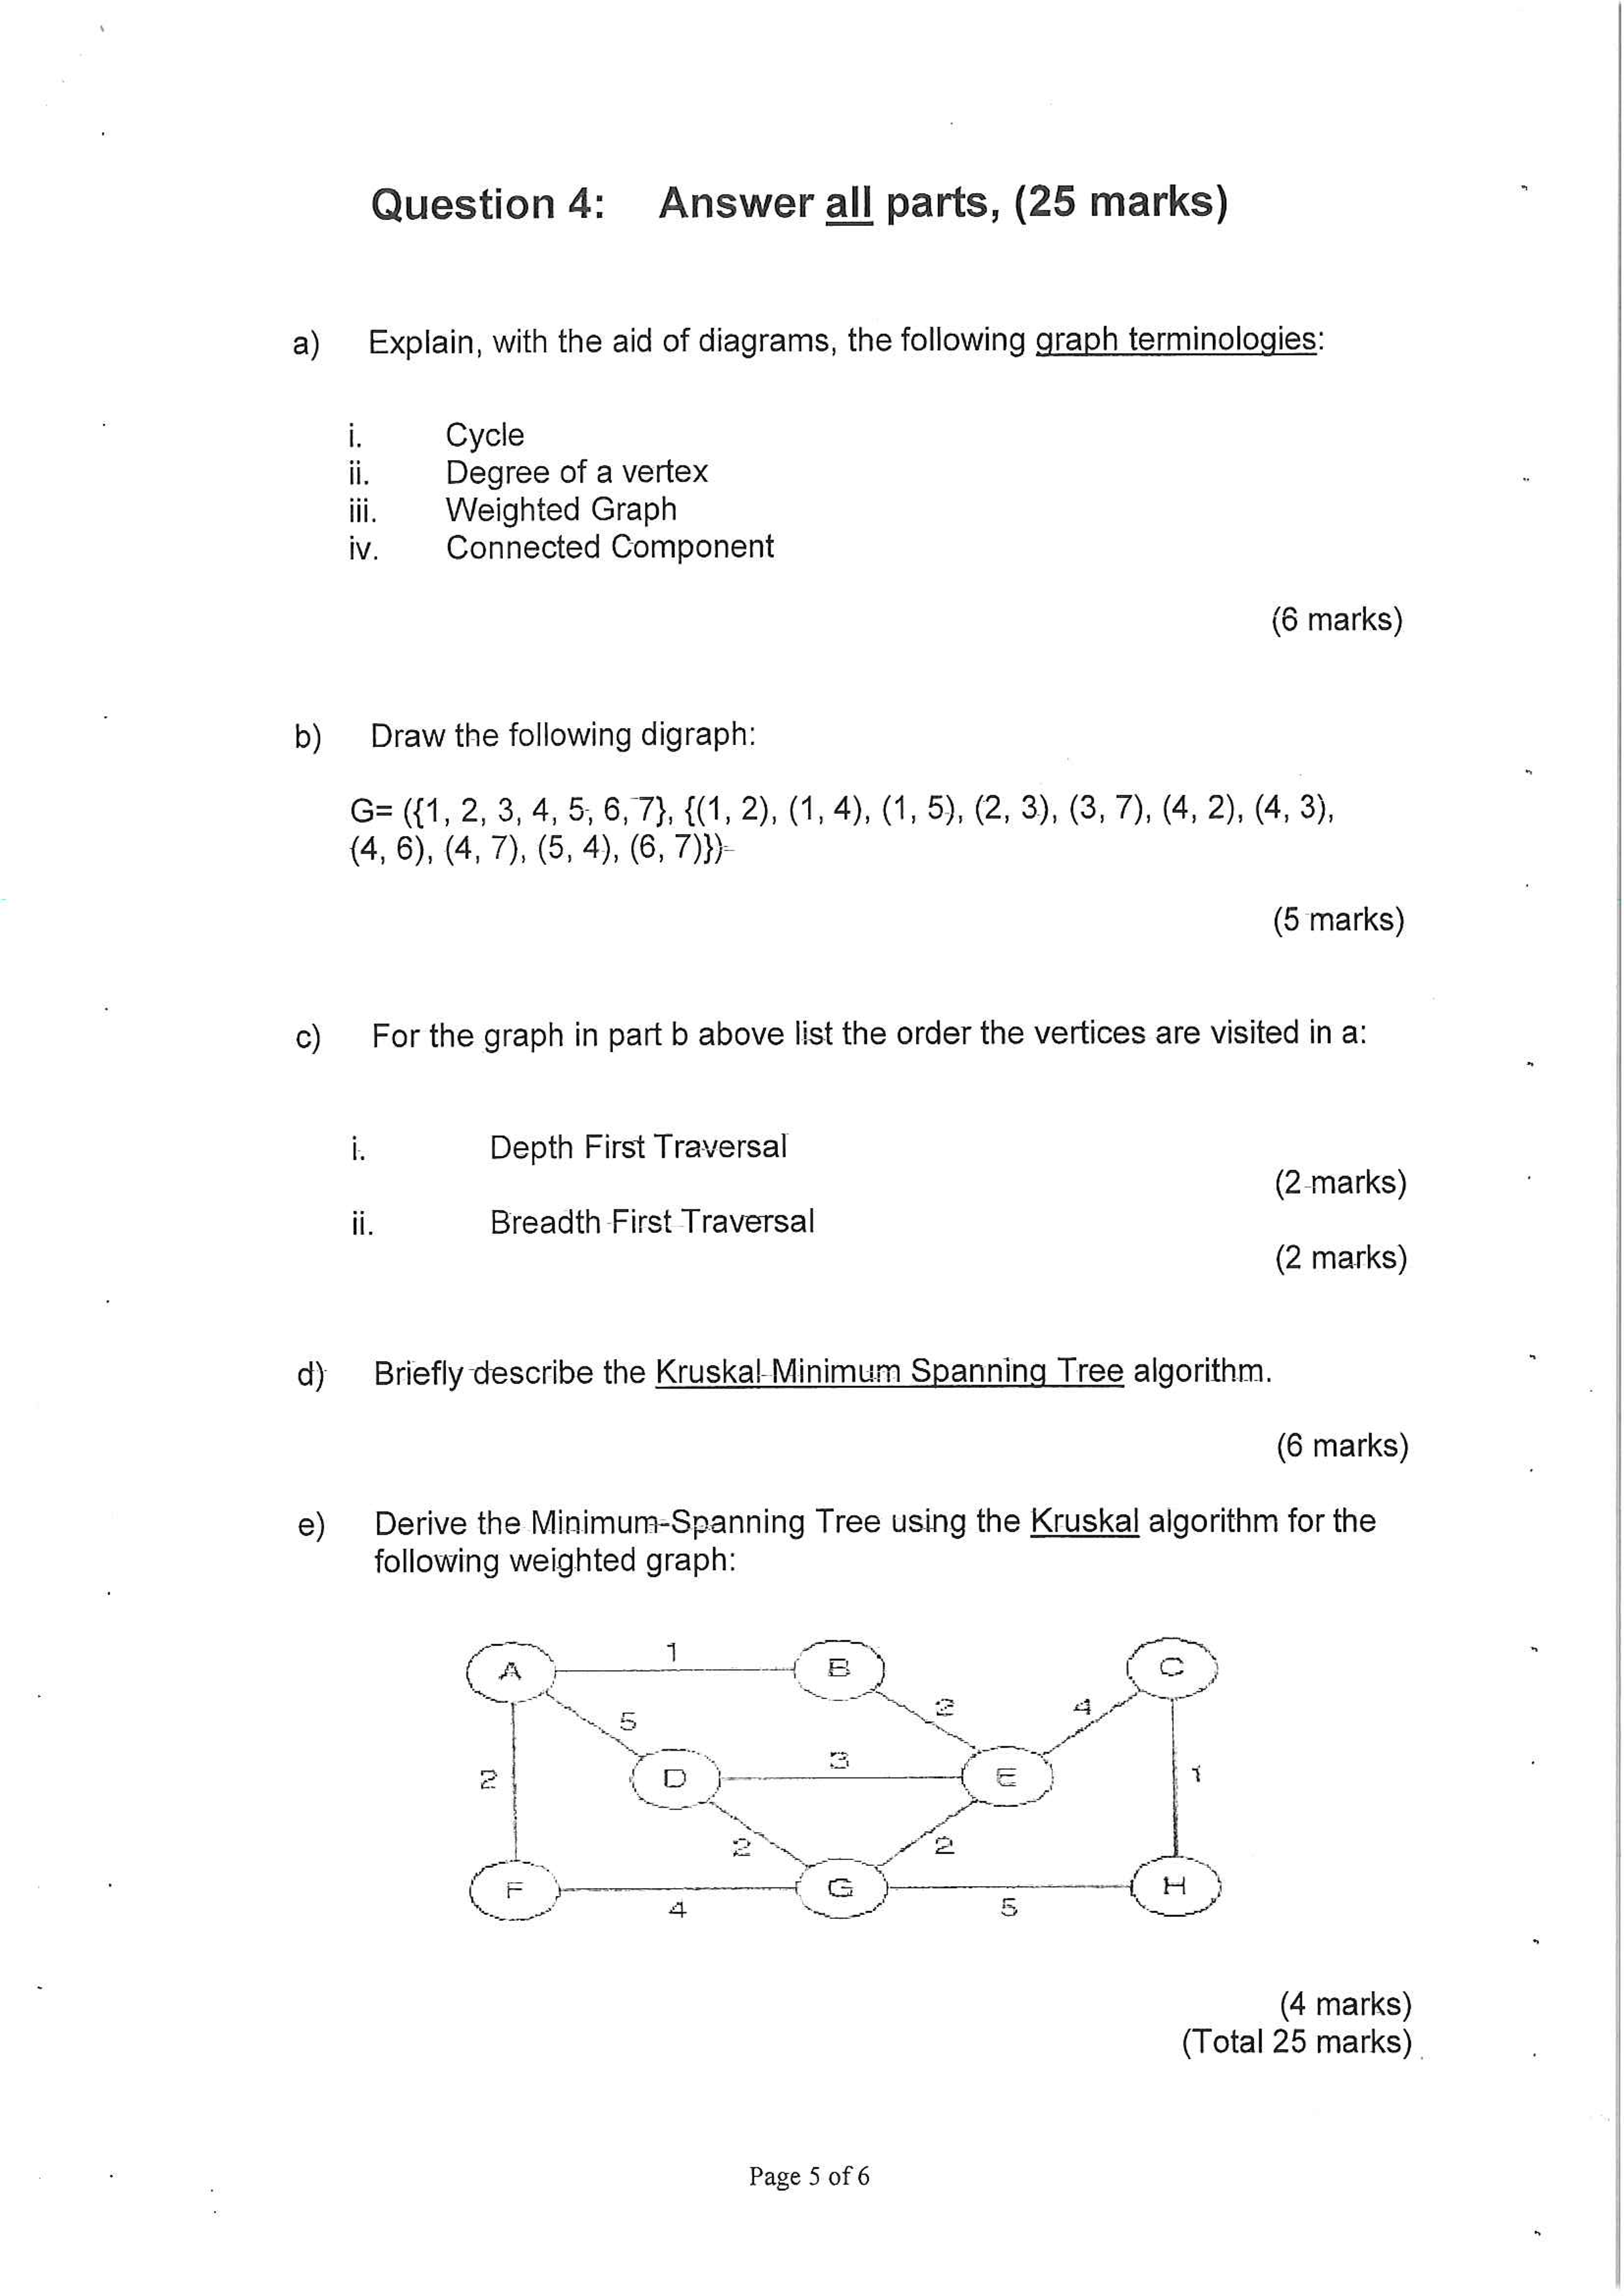 Question 4: Answer all parts, (25 marks)
a) Explain, with the aid of diagrams, the following graph terminologies:
i. Cycle
ii. Degree of a vertex
iii. Weighted Graph
iv. Connected Component
(6 marks)
b) Draw the following digraph:
G= ({1, 2, 3, 4, 5, 6, 7}, {(1, 2), (1, 4), (1, 5), (2, 3), (3, 7), (4, 2), (4, 3),
(4, 6), (4, 7), (5, 4), (6, 7)})
(5 marks)
c) For the graph in part b above list the order the vertices are visited in a:
i. Depth First Traversal
(2 marks)
ii. Breadth First Traversal
(2 marks)
d) Briefly describe the Kruskal Minimum Spanning Tree algorithm.
(6 marks)
e) Derive the Minimum-Spanning Tree using the Kruskal algorithm for the
following weighted graph:
A 1 B C
5 2 4
2 D 3 E 1
2 2
F 4 G 5 H
(4 marks)
(Total 25 marks)
Page 5 of 6